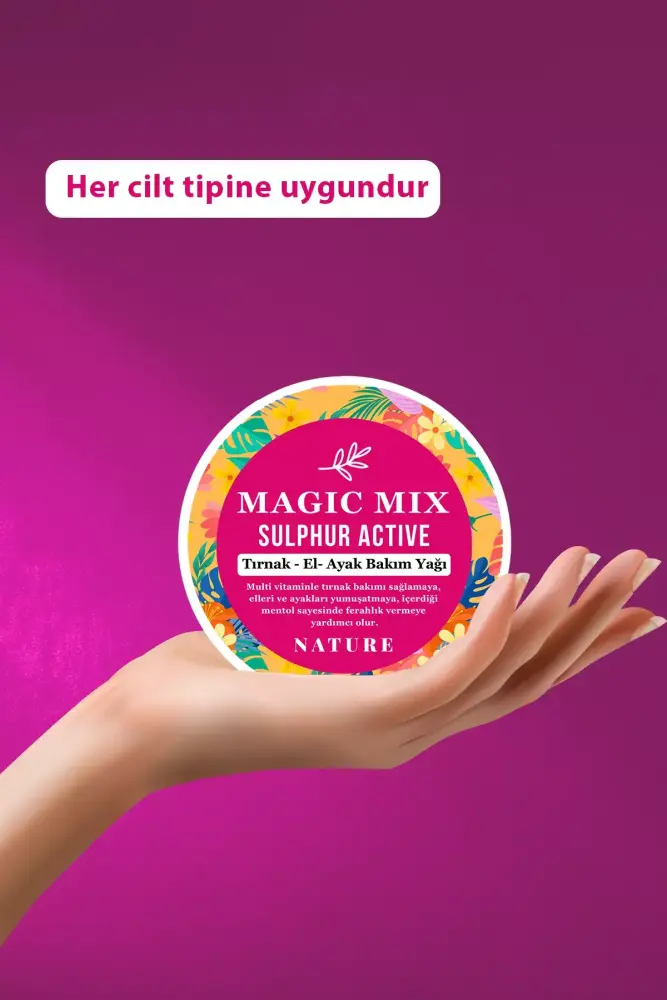 Her cilt tipine uygundur
MAGIC MIX
SULPHUR ACTIVE
Tırnak - El- Ayak Bakım Yağı
Multi vitaminle tırnak bakımı sağlamaya,
elleri ve ayakları yumuşatmaya, içerdiği
mentol sayesinde ferahlık vermeye
yardımcı olur.
NATURE